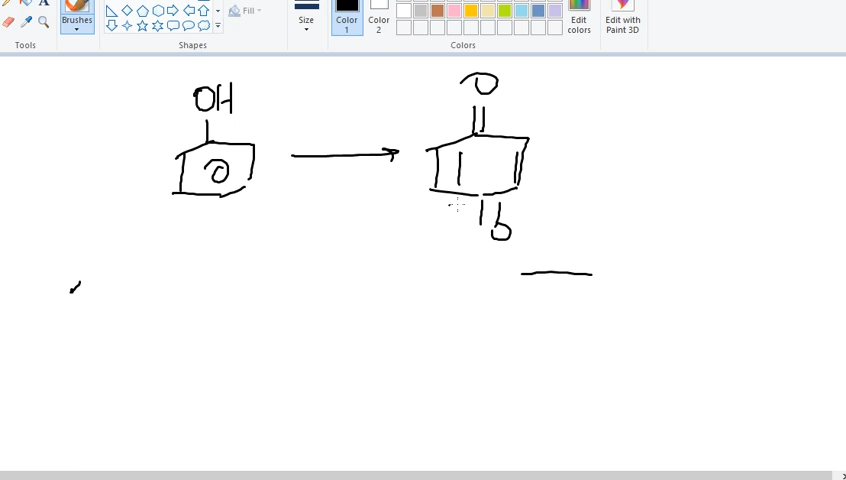 Tools
Brushes
Shapes
Fill
Size
Color
1
Color
2
Colors
Edit
colors
Edit with
Paint 3D
OH
O